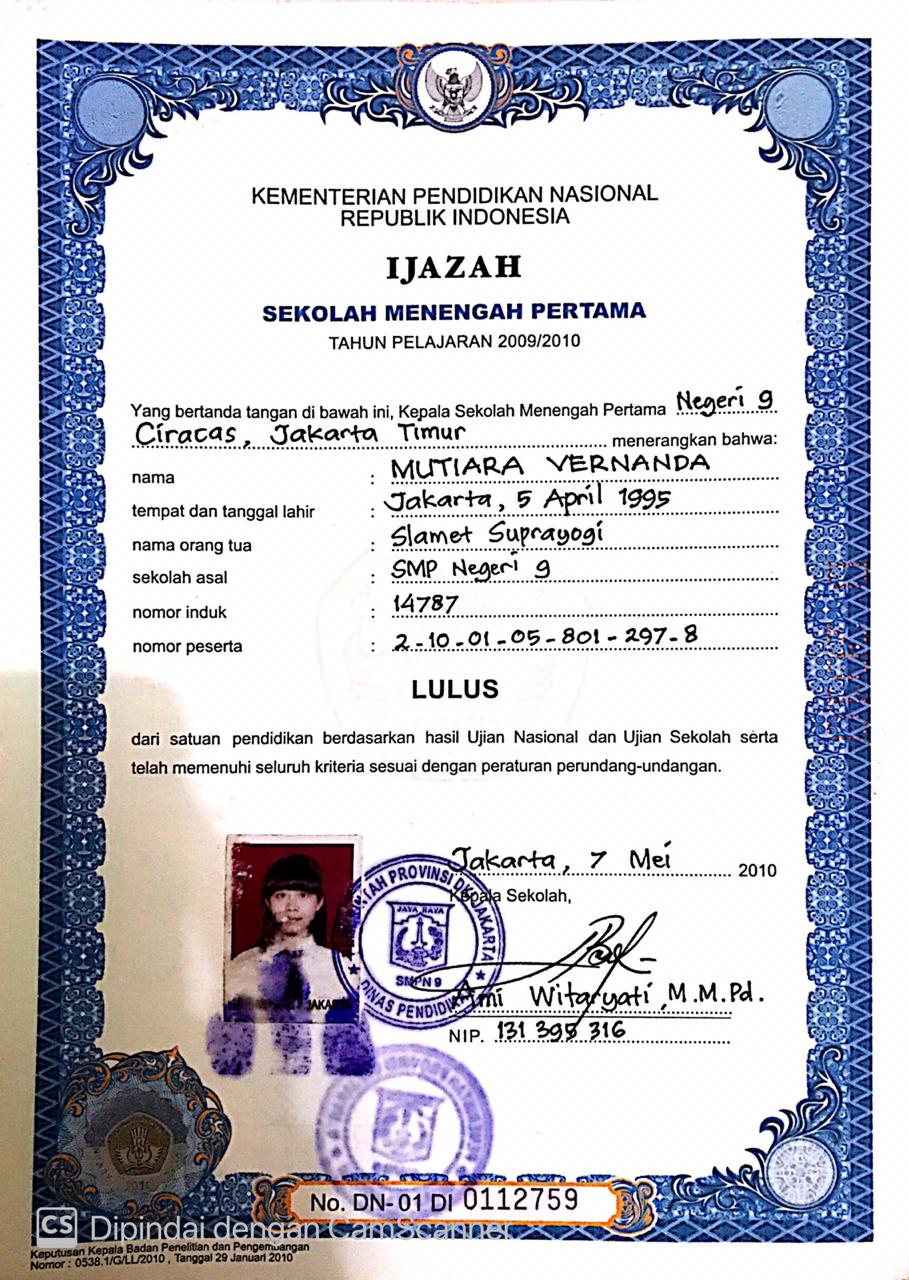 KEMENTERIAN PENDIDIKAN NASIONAL
REPUBLIK INDONESIA
IJAZAH
SEKOLAH MENENGAH PERTAMA
TAHUN PELAJARAN 2009/2010
Yang bertanda tangan di bawah ini, Kepala Sekolah Menengah Pertama Negeri 9
Ciracas, Jakarta Timur menerangkan bahwa:
nama : MUTIARA VERNANDA
tempat dan tanggal lahir : Jakarta, 5 April 1995
nama orang tua : Slamet Suprayogi
sekolah asal : SMP Negeri 9
nomor induk : 14787
nomor peserta : 2-10-01-05-801-297-8
LULUS
dari satuan pendidikan berdasarkan hasil Ujian Nasional dan Ujian Sekolah serta
telah memenuhi seluruh kriteria sesuai dengan peraturan perundang-undangan.
Jakarta, 7 Mei 2010
Kepala Sekolah,
PROVINSI DKI JAKARTA
JAYA RAYA
SMPN 9
DINAS PENDIDIKAN
Witaryati, M.M.Pd.
NIP. 131 395 316
No. DN-01 DI 0112759
CS Dipindai dengan CamScanner
Keputusan Kepala Badan Penelitian dan Pengembangan
Nomor : 0538.1/G/LL/2010 , Tanggal 29 Januari 2010